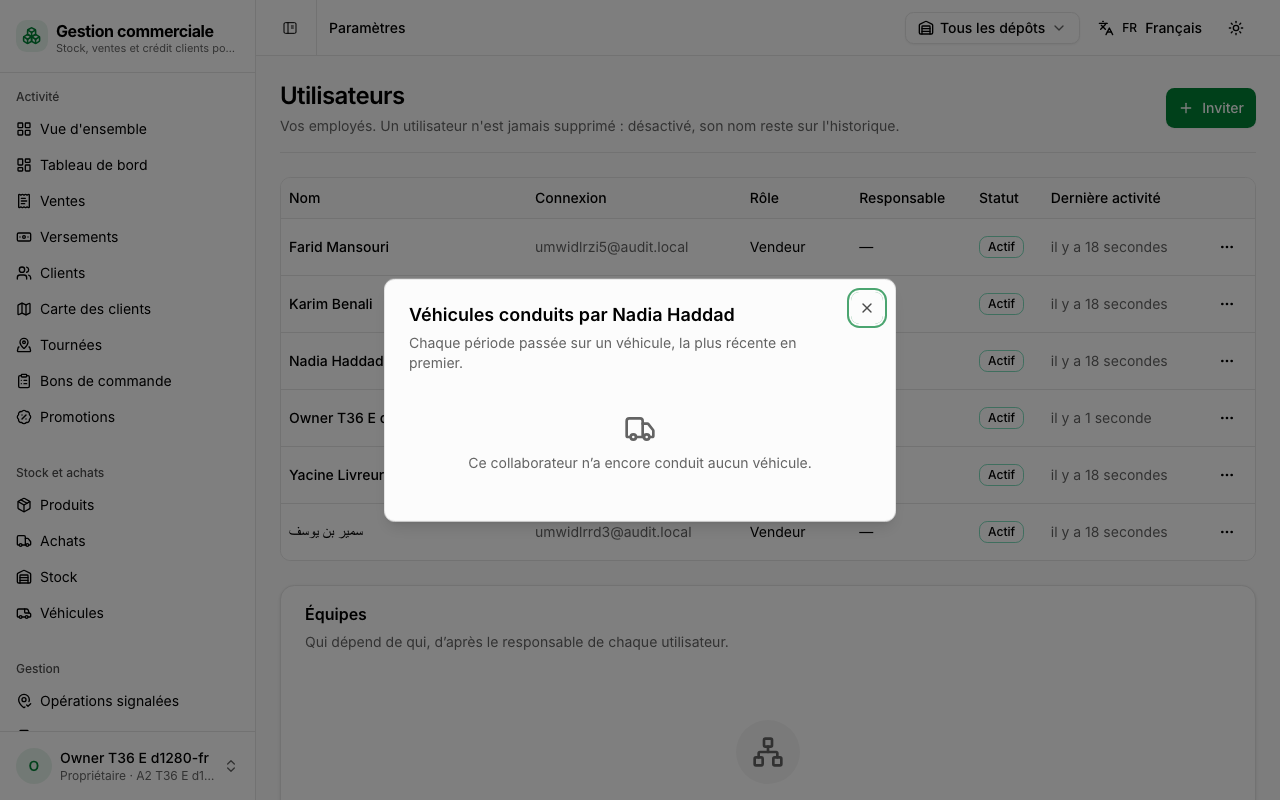 Gestion commerciale
Stock, ventes et crédit clients po...
Activité
Vue d'ensemble
Tableau de bord
Ventes
Versements
Clients
Carte des clients
Tournées
Bons de commande
Promotions
Stock et achats
Produits
Achats
Stock
Véhicules
Gestion
Opérations signalées
O
Owner T36 E d1280-fr
Propriétaire · A2 T36 E d1...
Paramètres
Tous les dépôts
FR Français
Utilisateurs
Vos employés. Un utilisateur n'est jamais supprimé : désactivé, son nom reste sur l'historique.
Inviter
Nom Connexion Rôle Responsable Statut Dernière activité
Farid Mansouri umwidlrzi5@audit.local Vendeur — Actif il y a 18 secondes
Karim Benali Actif il y a 18 secondes
Nadia Haddad Actif il y a 18 secondes
Owner T36 E Actif il y a 1 seconde
Yacine Livreur Actif il y a 18 secondes
سمير بن يوسف umwidlrrd3@audit.local Vendeur — Actif il y a 18 secondes
Véhicules conduits par Nadia Haddad
Chaque période passée sur un véhicule, la plus récente en
premier.
Ce collaborateur n’a encore conduit aucun véhicule.
Équipes
Qui dépend de qui, d’après le responsable de chaque utilisateur.